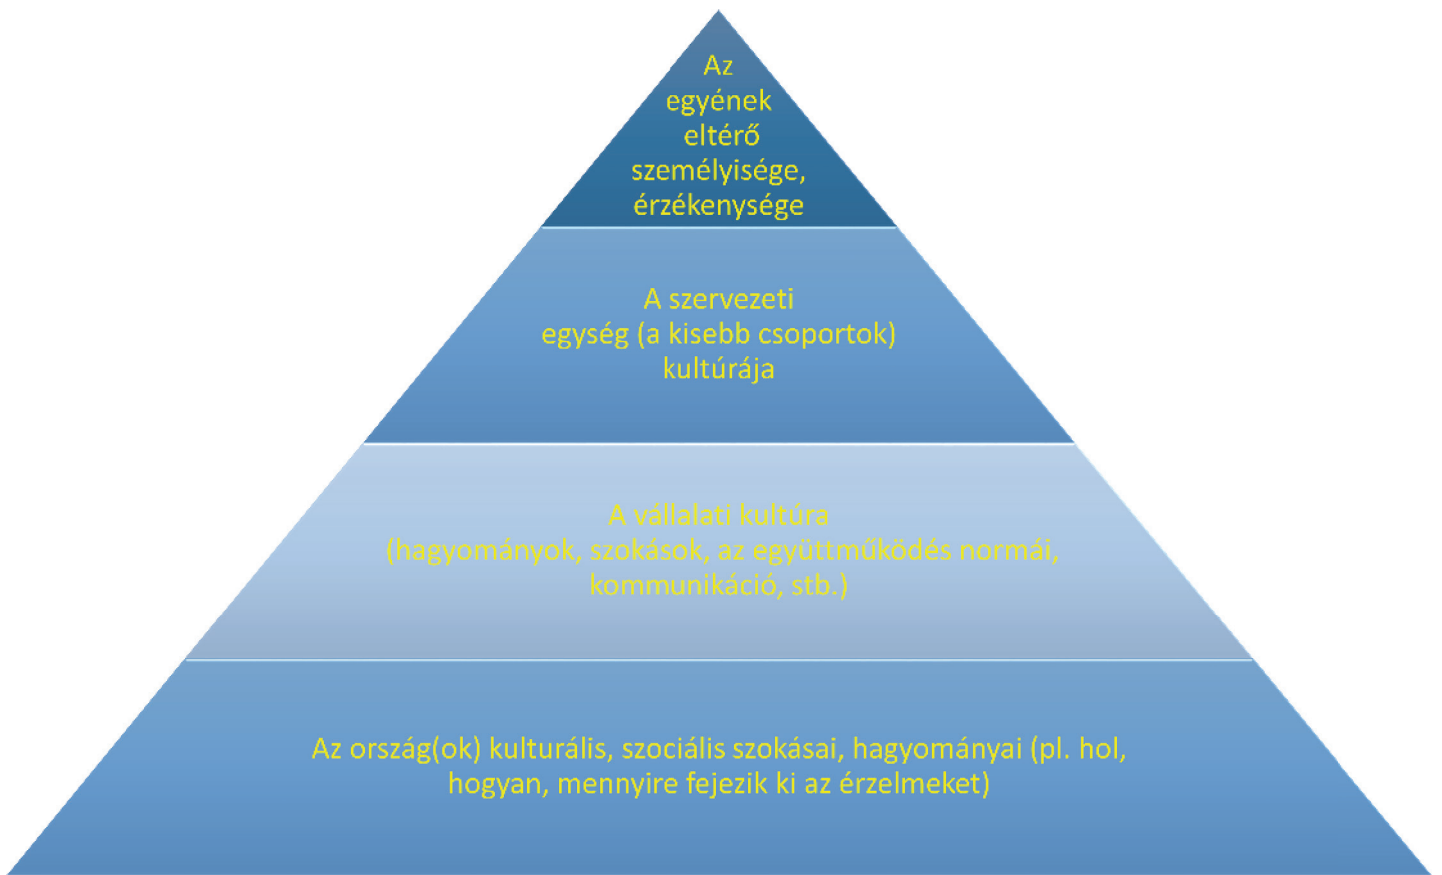 Az
egyének
eltérő
személyisége,
érzékenysége
A szervezeti
egység (a kisebb csoportok)
kultúrája
A vállalati kultúra
(hagyományok, szokások, az együttműködés normái,
kommunikáció, stb.)
Az ország(ok) kulturális, szociális szokásai, hagyományai (pl. hol,
hogyan, mennyire fejezik ki az érzelmeket)